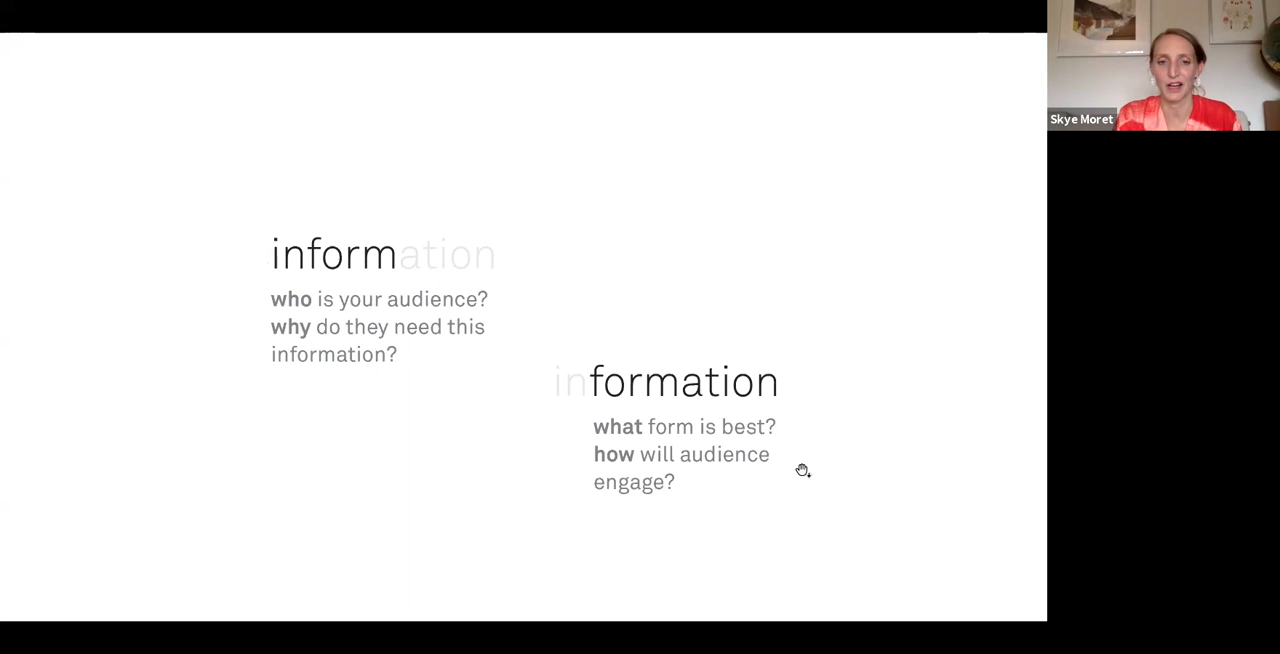 information
who is your audience?
why do they need this
information?
information
what form is best?
how will audience
engage?
Skye Moret